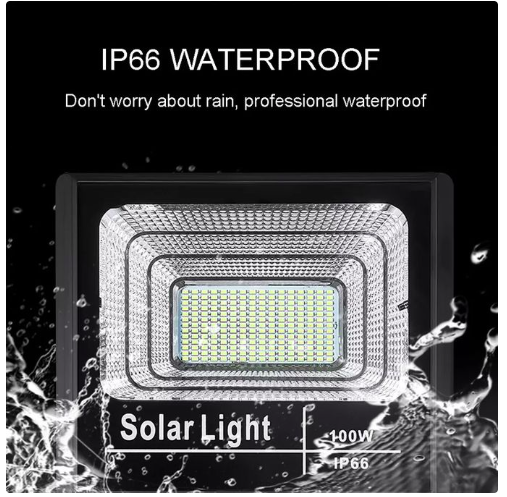 IP66 WATERPROOF
Don't worry about rain, professional waterproof
Solar Light
100W
IP66